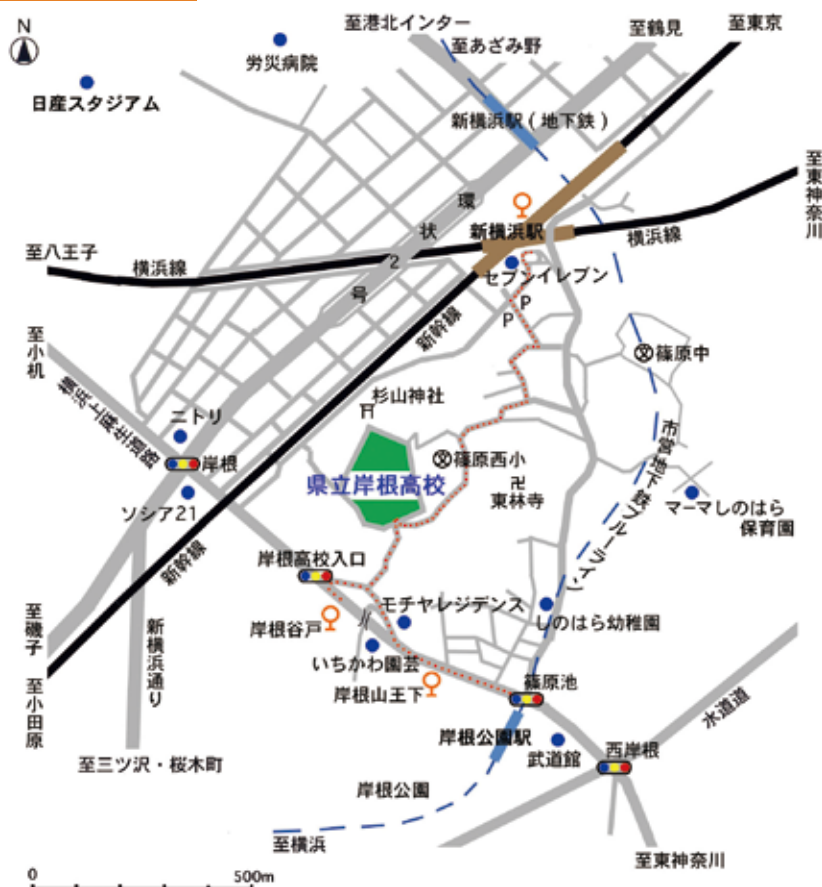 N
至港北インター
至あざみ野
至鶴見
至東京
労災病院
日産スタジアム
新横浜駅(地下鉄)
至東神奈川
環状2号
新横浜駅
横浜線
至八王子
横浜線
セブンイレブン
P
P
新幹線
至小机
横浜上麻生道路
篠原中
杉山神社
ニトリ
岸根
篠原西小
県立岸根高校
東林寺
市営地下鉄ブルーライン
マーマしのはら
保育園
ソシア21
新幹線
岸根高校入口
モチヤレジデンス
しのはら幼稚園
至磯子
岸根谷戸
新横浜通り
いちかわ園芸
篠原池
至小田原
岸根山王下
水道道
岸根公園駅
武道館
西岸根
至三ツ沢・桜木町
岸根公園
至横浜
至東神奈川
0
500m